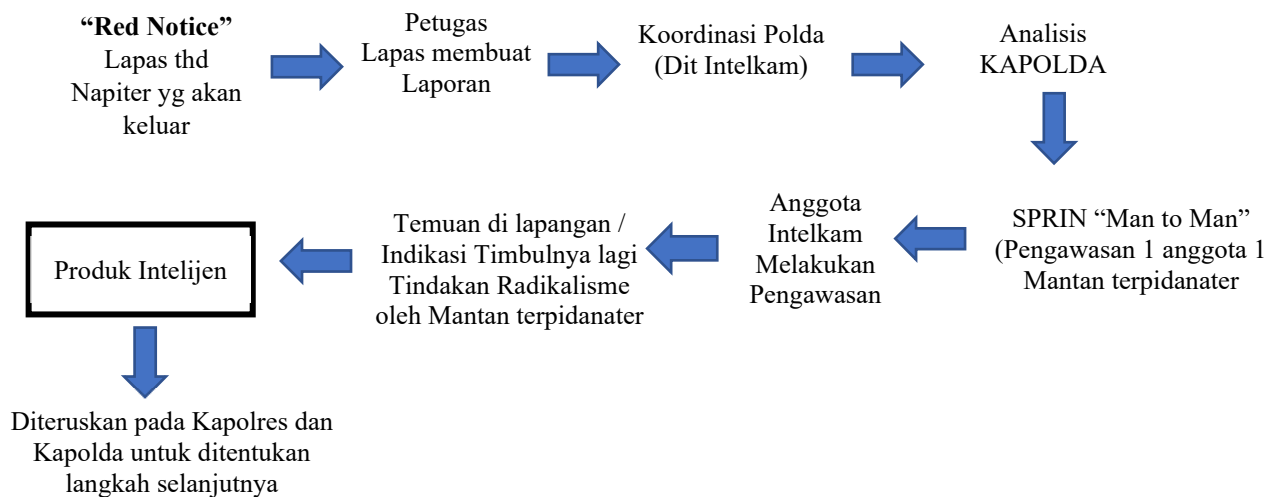 “Red Notice”
Lapas thd
Napiter yg akan
keluar
Petugas
Lapas membuat
Laporan
Koordinasi Polda
(Dit Intelkam)
Analisis
KAPOLDA
SPRIN “Man to Man”
(Pengawasan 1 anggota 1
Mantan terpidanater
Anggota
Intelkam
Melakukan
Pengawasan
Temuan di lapangan /
Indikasi Timbulnya lagi
Tindakan Radikalisme
oleh Mantan terpidanater
Produk Intelijen
Diteruskan pada Kapolres dan
Kapolda untuk ditentukan
langkah selanjutnya